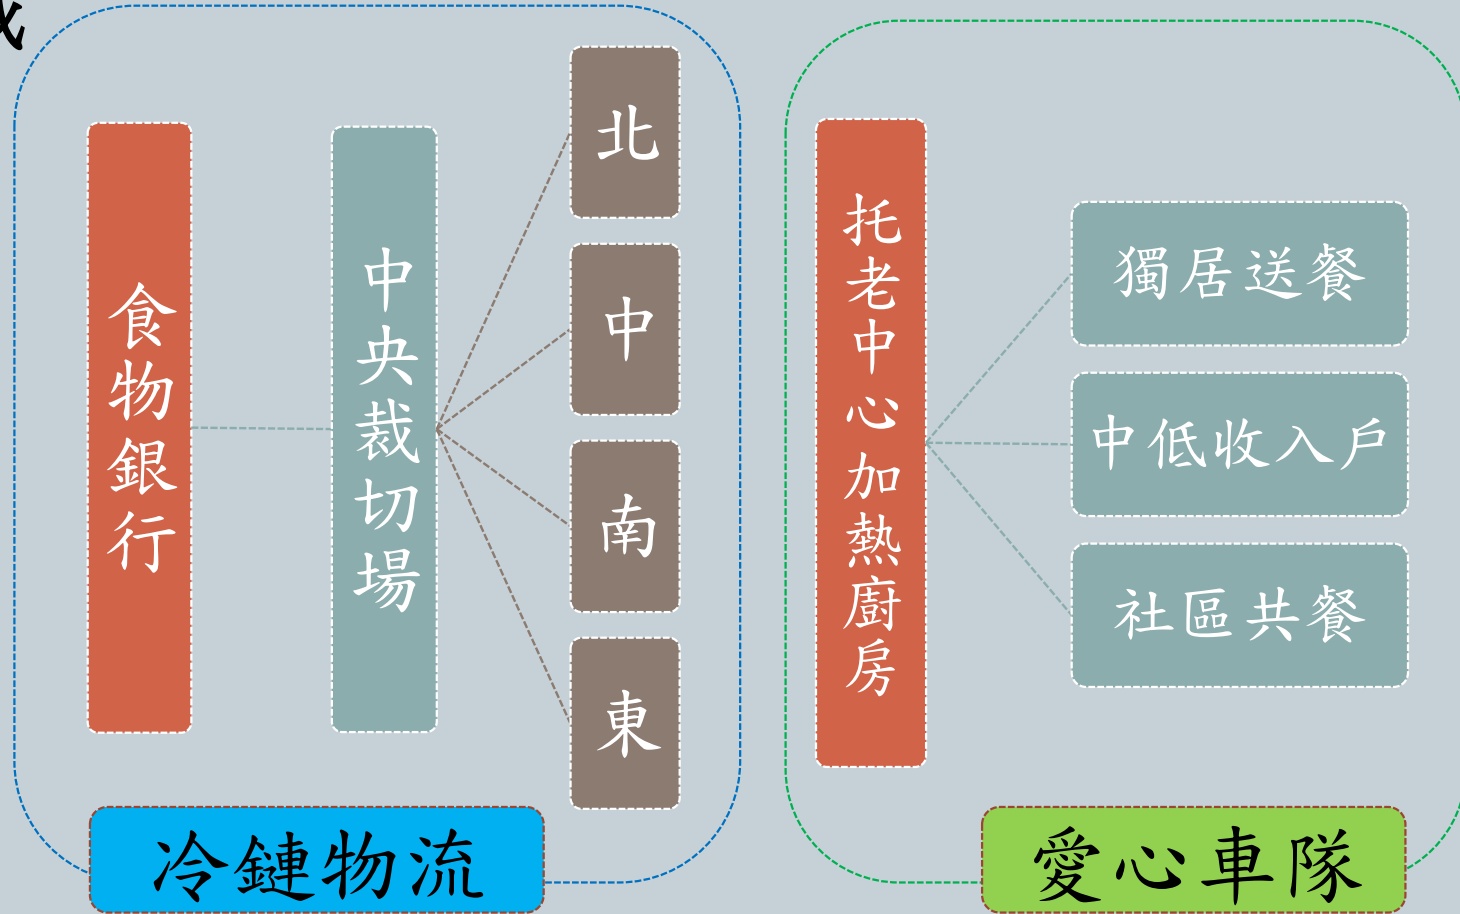 食物銀行
中央裁切場
北
中
南
東
冷鏈物流
托老中心加熱廚房
獨居送餐
中低收入戶
社區共餐
愛心車隊